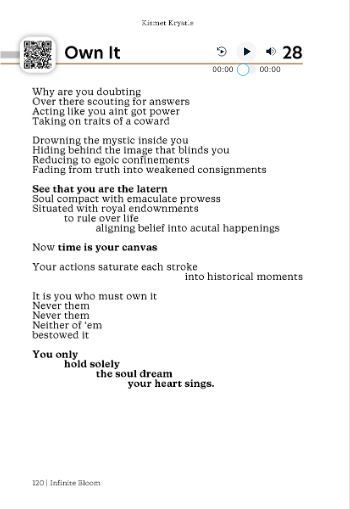 Kismet Krystle
Own It
28
00:00 00:00
Why are you doubting
Over there scouting for answers
Acting like you aint got power
Taking on traits of a coward
Drowning the mystic inside you
Hiding behind the image that blinds you
Reducing to egoic confinements
Fading from truth into weakened consignments
See that you are the latern
Soul compact with emaculate prowess
Situated with royal endownments
to rule over life
aligning belief into acutal happenings
Now time is your canvas
Your actions saturate each stroke
into historical moments
It is you who must own it
Never them
Never them
Neither of 'em
bestowed it
You only
hold solely
the soul dream
your heart sings.
120 | Infinite Bloom